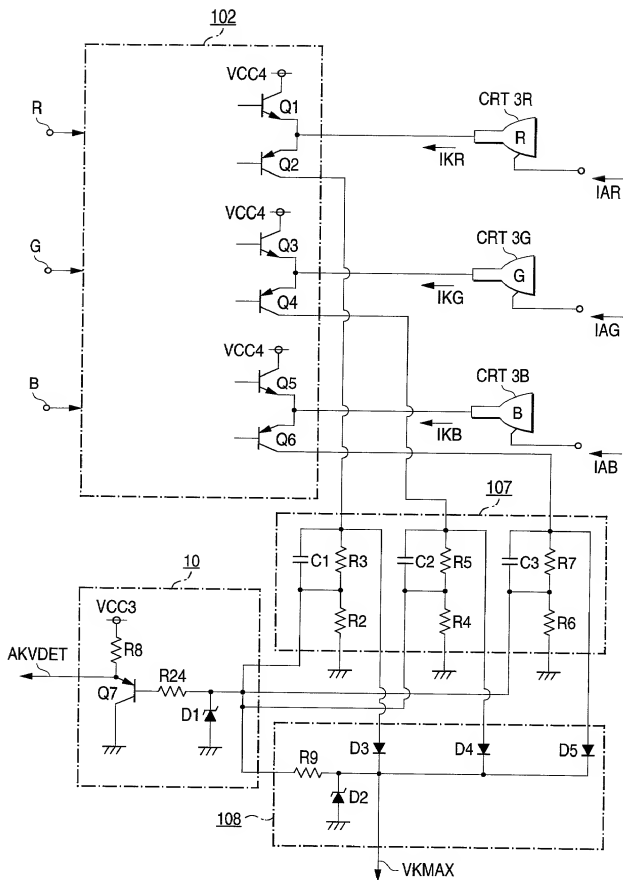 102
VCC4
Q1
R
CRT 3R
R
IKR
Q2
IAR
VCC4
Q3
G
CRT 3G
G
IKG
Q4
IAG
VCC4
Q5
B
CRT 3B
B
IKB
Q6
IAB
107
C1
R3
C2
R5
C3
R7
10
R2
R4
R6
VCC3
R8
AKVDET
R24
Q7
D1
D3
D4
D5
R9
D2
108
VKMAX